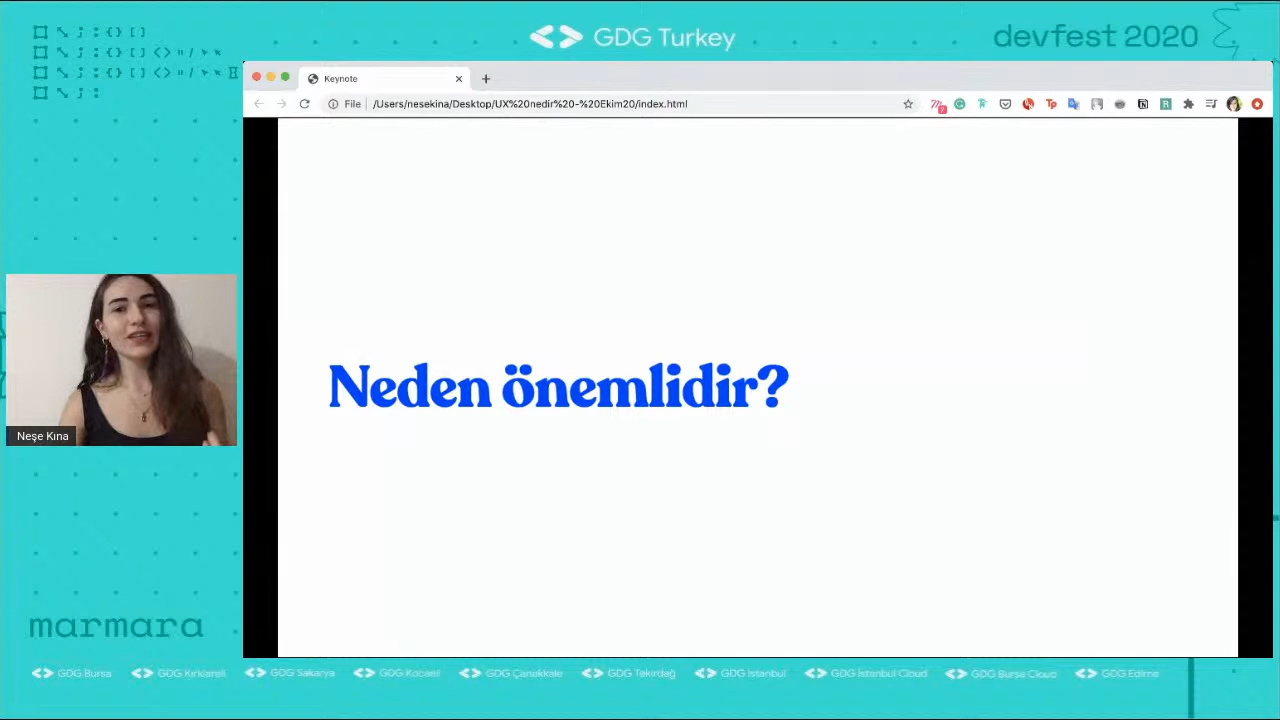 GDG Turkey
devfest 2020
Keynote
File /Users/nesekina/Desktop/UX%20nedir%20-%20Ekim20/index.html
Neden önemlidir?
Neşe Kına
marmara
GDG Bursa GDG Kırklareli GDG Sakarya GDG Kocaeli GDG Çanakkale GDG Tekirdağ GDG İstanbul GDG İstanbul Cloud GDG Bursa Cloud GDG Edirne